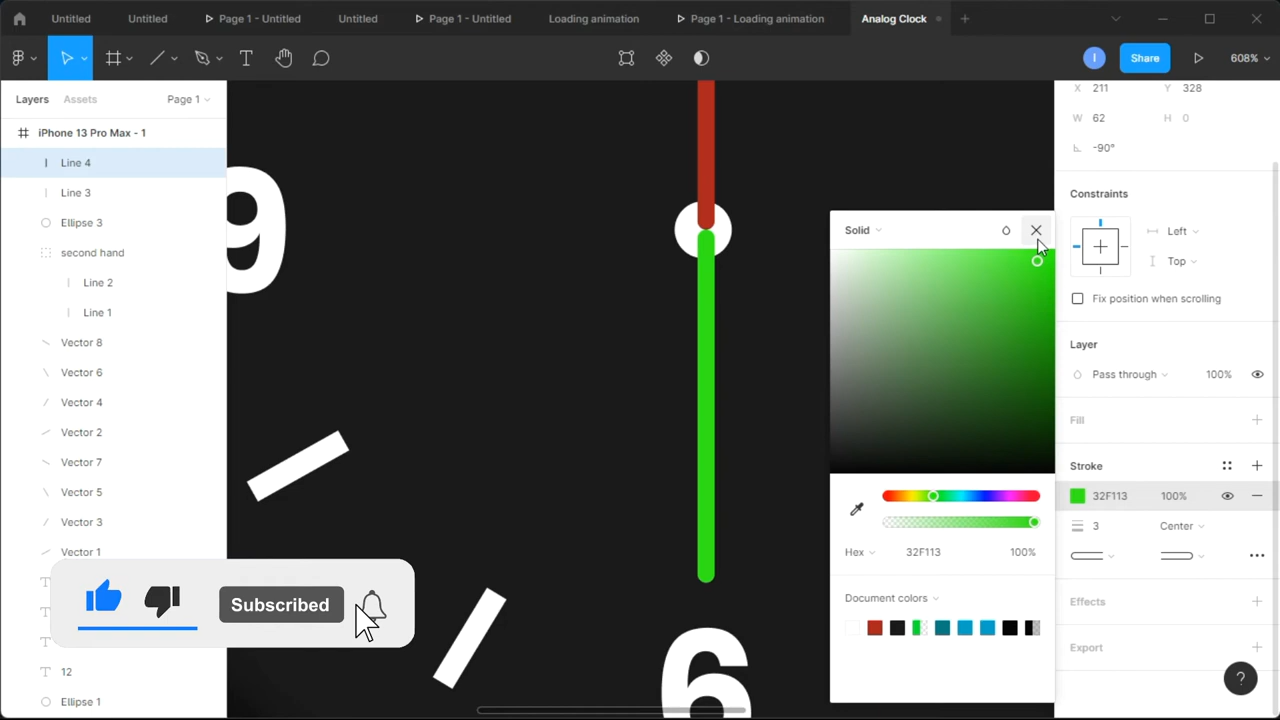 Untitled
Untitled
Page 1 - Untitled
Untitled
Page 1 - Untitled
Loading animation
Page 1 - Loading animation
Analog Clock
I
Share
608%
Layers
Assets
Page 1
iPhone 13 Pro Max - 1
Line 4
Line 3
Ellipse 3
second hand
Line 2
Line 1
Vector 8
Vector 6
Vector 4
Vector 2
Vector 7
Vector 5
Vector 3
Vector 1
12
Ellipse 1
Subscribed
9
6
Solid
Hex
32F113
100%
Document colors
X 211
Y 328
W 62
H 0
-90°
Constraints
Left
Top
Fix position when scrolling
Layer
Pass through
100%
Fill
Stroke
32F113
100%
3
Center
Effects
Export
?